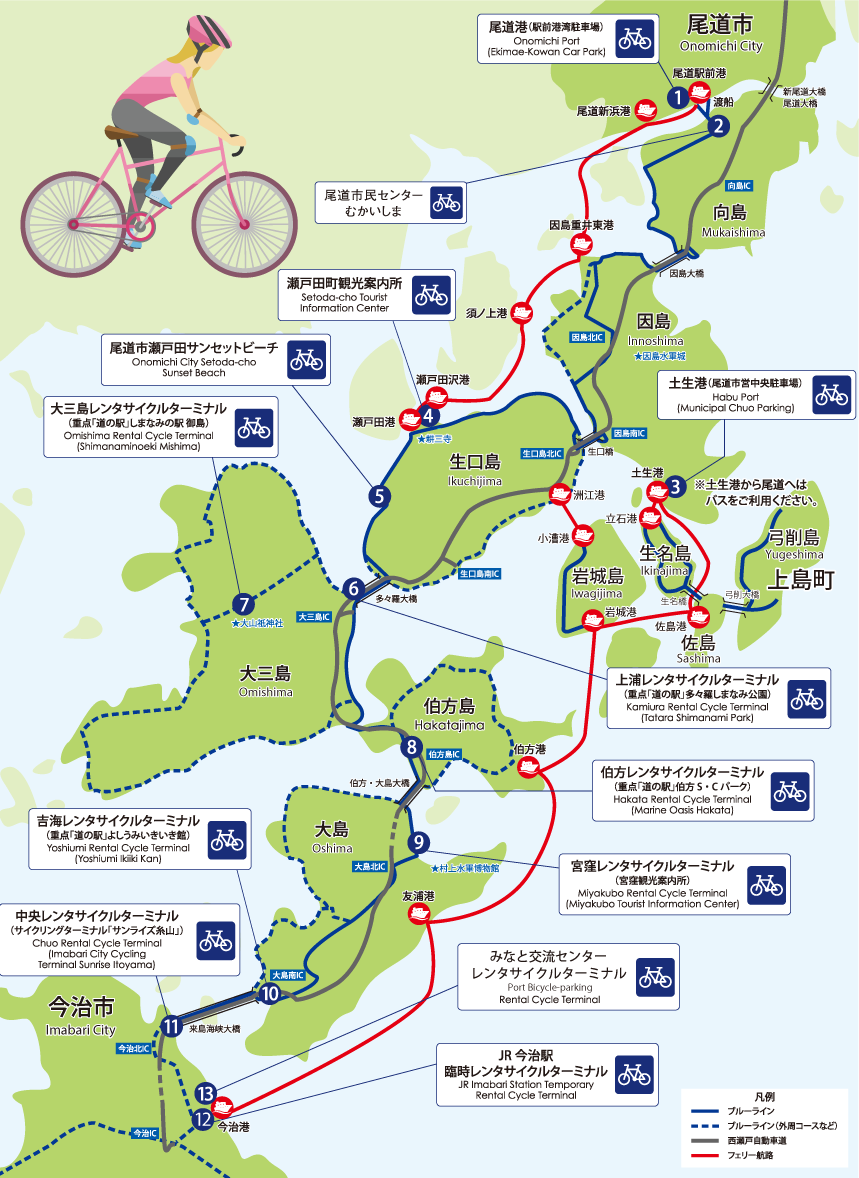 尾道港(駅前港湾駐車場)
Onomichi Port
(Ekimae-Kowan Car Park)
尾道市
Onomichi City
尾道駅前港
1
渡船
尾道新浜港
2
新尾道大橋
尾道大橋
尾道市民センター
むかいしま
向島IC
向島
Mukaishima
因島重井東港
因島大橋
瀬戸田町観光案内所
Setoda-cho Tourist
Information Center
須ノ上港
因島北IC
因島
Innoshima
★因島水軍城
尾道市瀬戸田サンセットビーチ
Onomichi City Setoda-cho
Sunset Beach
瀬戸田沢港
瀬戸田港
4
★耕三寺
土生港(尾道市営中央駐車場)
Habu Port
(Municipal Chuo Parking)
大三島レンタサイクルターミナル
(重点「道の駅」しまなみの駅 御島)
Omishima Rental Cycle Terminal
(Shimanaminoeki Mishima)
因島南IC
生口島北IC
生口橋
生口島
Ikuchijima
5
洲江港
小漕港
土生港
3
※土生港から尾道へは
バスをご利用ください。
立石港
生名島
Ikinajima
弓削島
Yugeshima
上島町
生口島南IC
岩城島
Iwagijima
岩城港
生名橋
弓削大橋
佐島港
佐島
Sashima
6
多々羅大橋
7
★大山祇神社
大三島IC
大三島
Omishima
上浦レンタサイクルターミナル
(重点「道の駅」多々羅しまなみ公園)
Kamiura Rental Cycle Terminal
(Tatara Shimanami Park)
伯方島
Hakatajima
8
伯方島IC
伯方港
伯方・大島大橋
伯方レンタサイクルターミナル
(重点「道の駅」伯方S・Cパーク)
Hakata Rental Cycle Terminal
(Marine Oasis Hakata)
吉海レンタサイクルターミナル
(重点「道の駅」よしうみいきいき館)
Yoshiumi Rental Cycle Terminal
(Yoshiumi Ikiiki Kan)
大島
Oshima
9
大島北IC
★村上水軍博物館
友浦港
宮窪レンタサイクルターミナル
(宮窪観光案内所)
Miyakubo Rental Cycle Terminal
(Miyakubo Tourist Information Center)
中央レンタサイクルターミナル
(サイクリングターミナル「サンライズ糸山」)
Chuo Rental Cycle Terminal
(Imabari City Cycling
Terminal Sunrise Itoyama)
みなと交流センター
レンタサイクルターミナル
Port Bicycle-parking
Rental Cycle Terminal
大島南IC
10
今治市
Imabari City
11
来島海峡大橋
今治北IC
JR 今治駅
臨時レンタサイクルターミナル
JR Imabari Station Temporary
Rental Cycle Terminal
13
12
今治港
今治IC
凡例
ブルーライン
ブルーライン(外周コースなど)
西瀬戸自動車道
フェリー航路